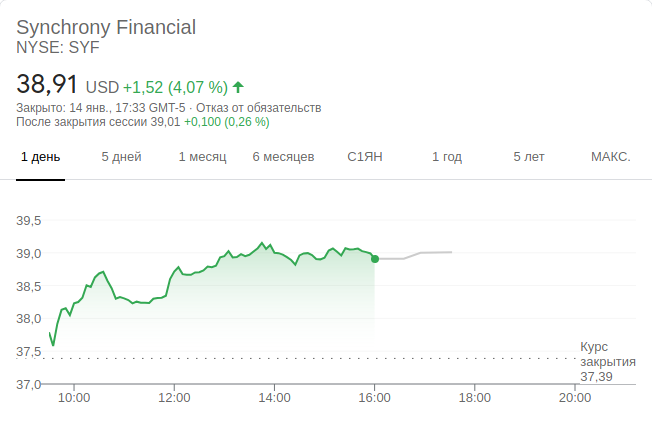 Synchrony Financial
NYSE: SYF
38,91 USD +1,52 (4,07 %)
Закрыто: 14 янв., 17:33 GMT-5 · Отказ от обязательств
После закрытия сессии 39,01 +0,100 (0,26 %)
1 день 5 дней 1 месяц 6 месяцев С1ЯН 1 год 5 лет МАКС.
39,5
39,0
38,5
38,0
37,5
37,0
Курс
закрытия
37,39
10:00 12:00 14:00 16:00 18:00 20:00